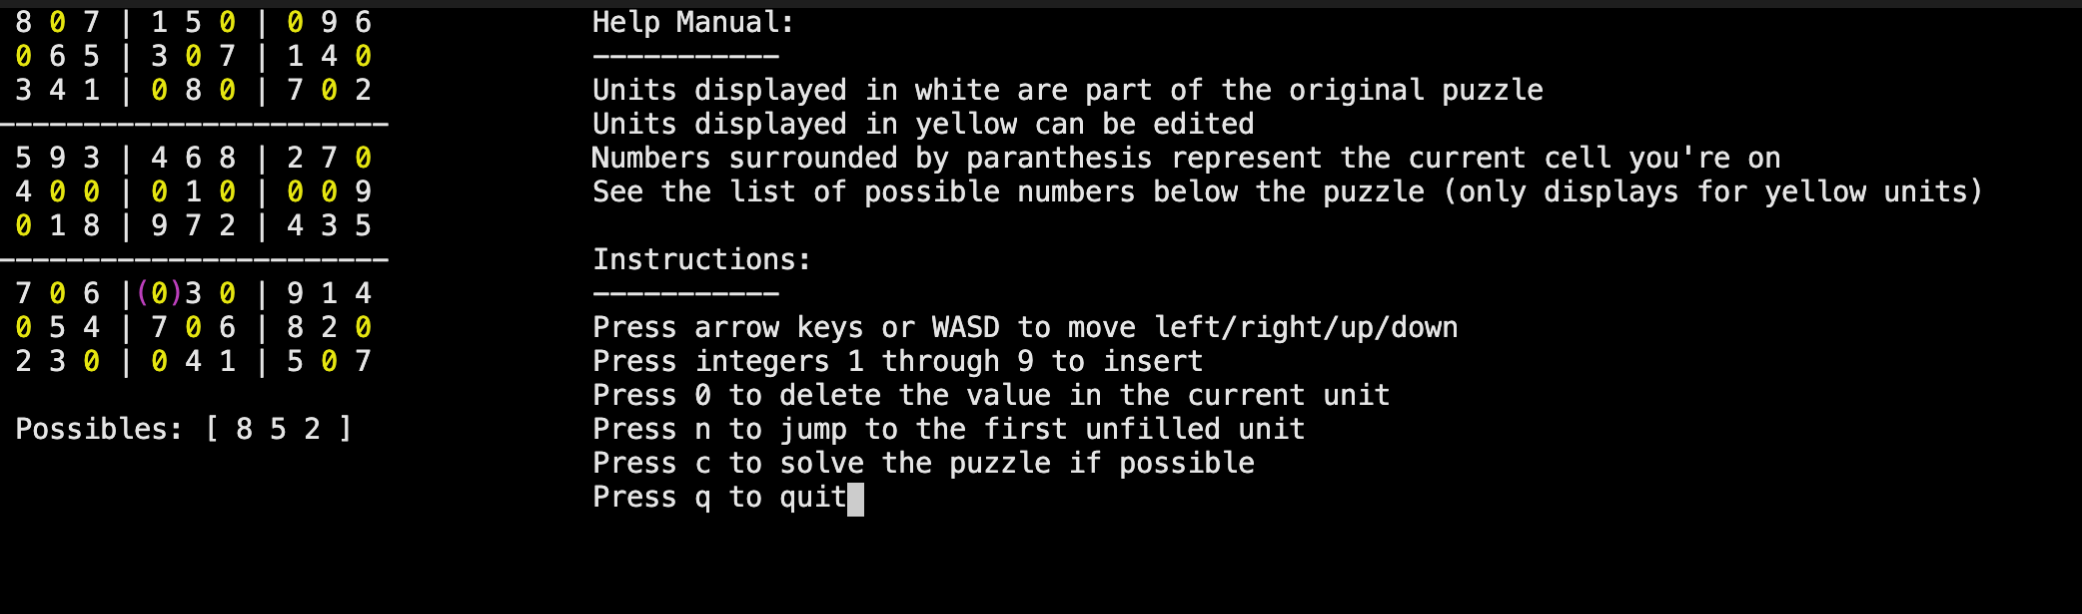 8 0 7 | 1 5 0 | 0 9 6
0 6 5 | 3 0 7 | 1 4 0
3 4 1 | 0 8 0 | 7 0 2
-----------------------
5 9 3 | 4 6 8 | 2 7 0
4 0 0 | 0 1 0 | 0 0 9
0 1 8 | 9 7 2 | 4 3 5
-----------------------
7 0 6 |(0)3 0 | 9 1 4
0 5 4 | 7 0 6 | 8 2 0
2 3 0 | 0 4 1 | 5 0 7
Possibles: [ 8 5 2 ]
Help Manual:
-----------
Units displayed in white are part of the original puzzle
Units displayed in yellow can be edited
Numbers surrounded by paranthesis represent the current cell you're on
See the list of possible numbers below the puzzle (only displays for yellow units)
Instructions:
-----------
Press arrow keys or WASD to move left/right/up/down
Press integers 1 through 9 to insert
Press 0 to delete the value in the current unit
Press n to jump to the first unfilled unit
Press c to solve the puzzle if possible
Press q to quit